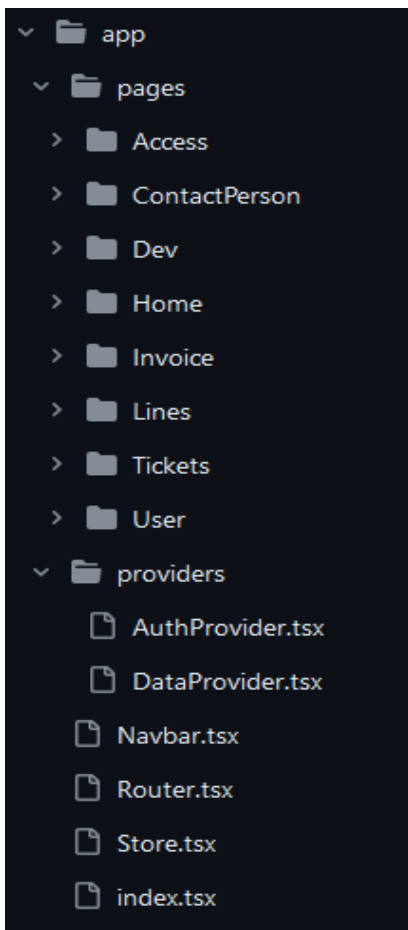 app
pages
Access
ContactPerson
Dev
Home
Invoice
Lines
Tickets
User
providers
AuthProvider.tsx
DataProvider.tsx
Navbar.tsx
Router.tsx
Store.tsx
index.tsx